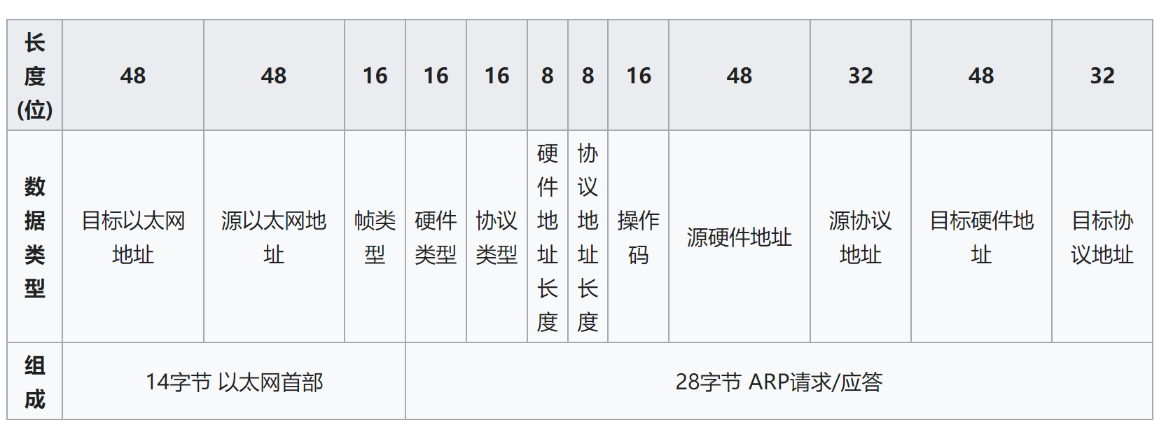 长
度
(位)
48
48
16
16
16
8
8
16
48
32
48
32
数
据
类
型
目标以太网
地址
源以太网地
址
帧类
型
硬件
类型
协议
类型
硬
件
地
址
长
度
协
议
地
址
长
度
操作
码
源硬件地址
源协议
地址
目标硬件地
址
目标协
议地址
组
成
14字节 以太网首部
28字节 ARP请求/应答